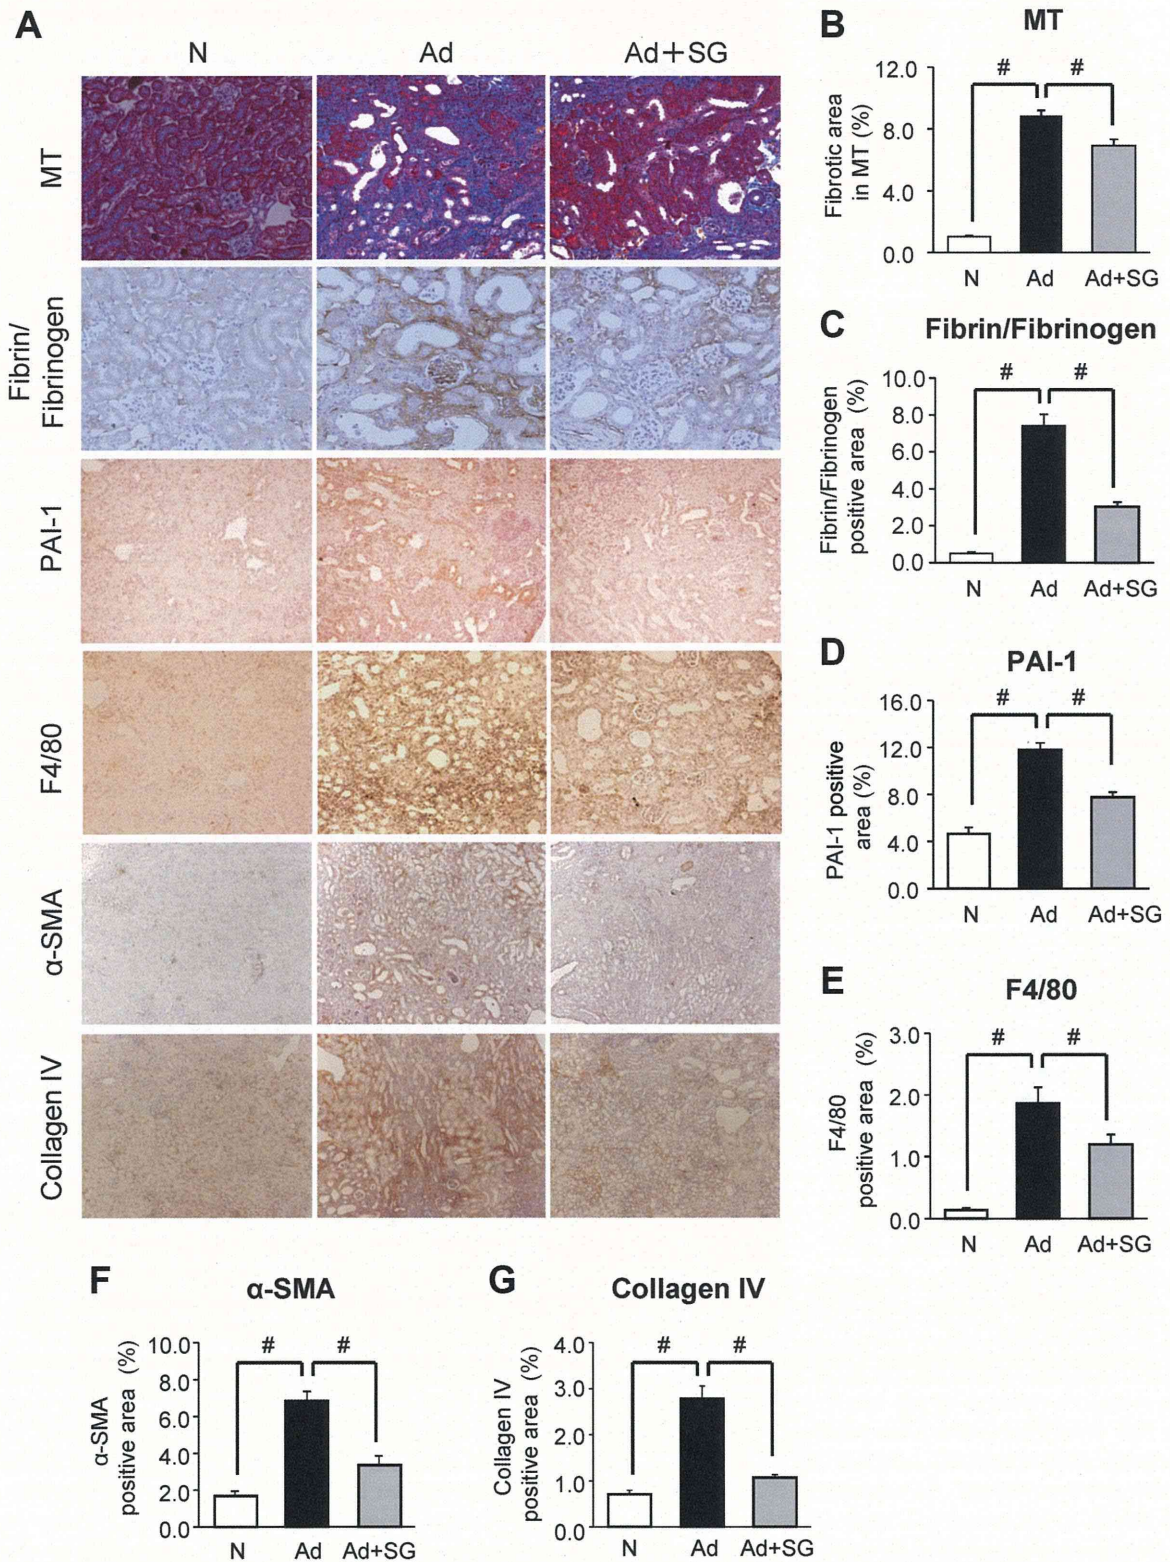 A
N
Ad
Ad+SG
MT
Fibrin/
Fibrinogen
PAI-1
F4/80
α-SMA
Collagen IV
B
MT
Fibrotic area
in MT (%)
12.0
8.0
4.0
0.0
#
#
N
Ad
Ad+SG
C
Fibrin/Fibrinogen
Fibrin/Fibrinogen
positive area (%)
10.0
8.0
6.0
4.0
2.0
0.0
#
#
N
Ad
Ad+SG
D
PAI-1
PAI-1 positive
area (%)
16.0
12.0
8.0
4.0
0.0
#
#
N
Ad
Ad+SG
E
F4/80
F4/80
positive area (%)
3.0
2.0
1.0
0.0
#
#
N
Ad
Ad+SG
F
α-SMA
α-SMA
positive area (%)
10.0
8.0
6.0
4.0
2.0
0.0
#
#
N
Ad
Ad+SG
G
Collagen IV
Collagen IV
positive area (%)
4.0
3.0
2.0
1.0
0.0
#
#
N
Ad
Ad+SG